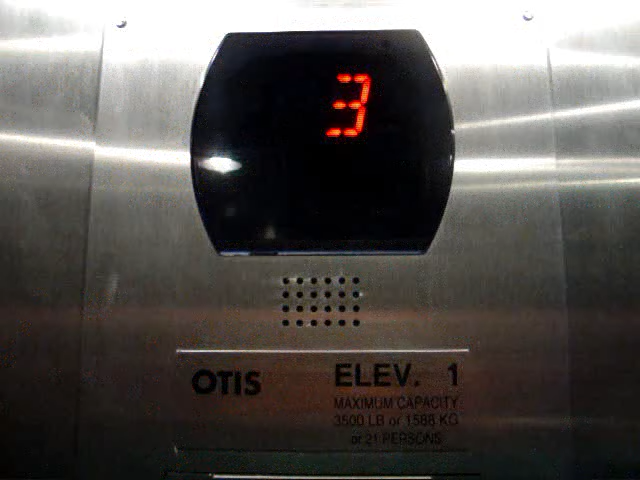 3
OTIS ELEV. 1
MAXIMUM CAPACITY
3500 LB or 1588 KG
or 21 PERSONS